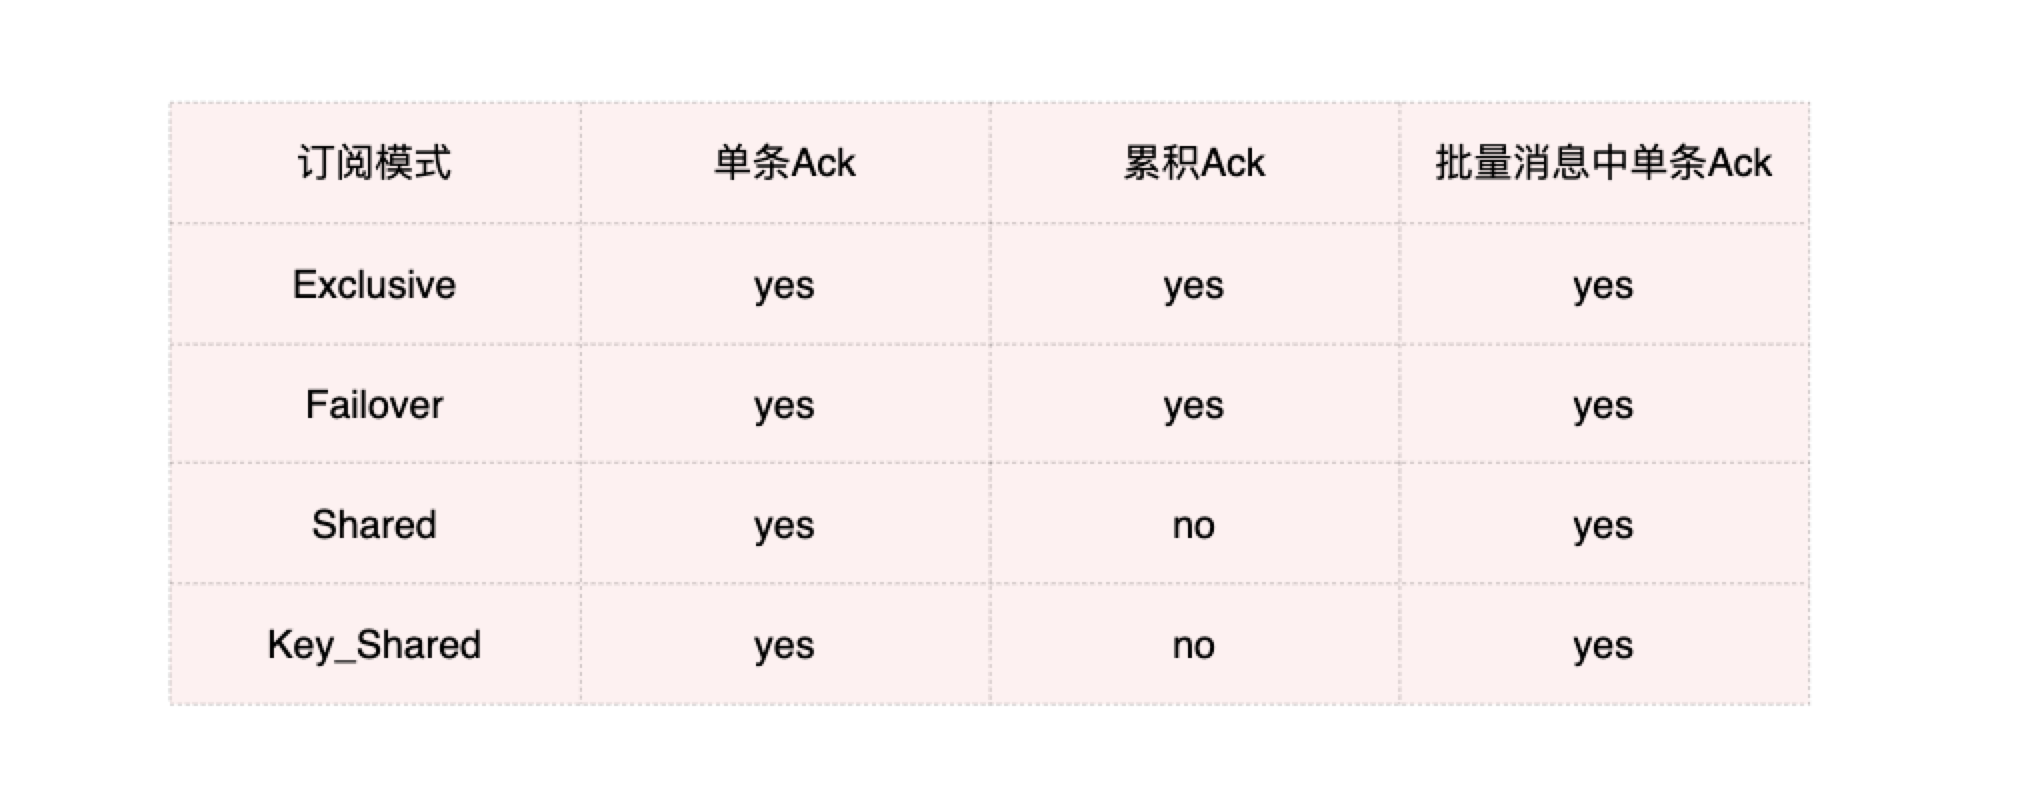 订阅模式 单条Ack 累积Ack 批量消息中单条Ack
Exclusive yes yes yes
Failover yes yes yes
Shared yes no yes
Key_Shared yes no yes